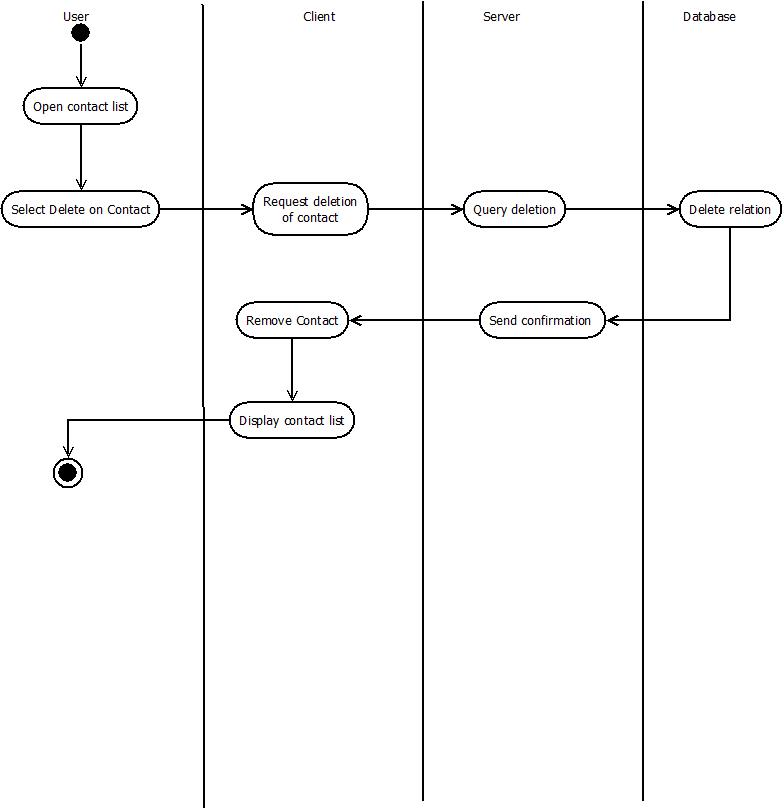 User
Client
Server
Database
Open contact list
Select Delete on Contact
Request deletion
of contact
Query deletion
Delete relation
Remove Contact
Send confirmation
Display contact list